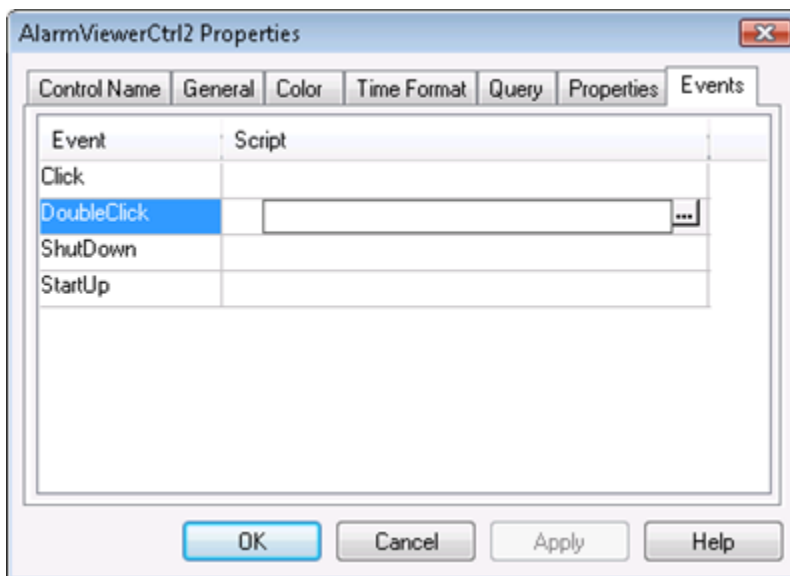 AlarmViewerCtrl2 Properties
Control Name General Color Time Format Query Properties Events
Event Script
Click
DoubleClick ...
ShutDown
StartUp
OK Cancel Apply Help